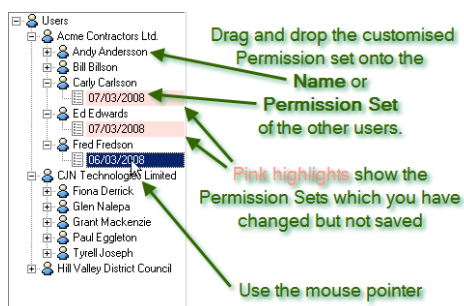 Users
Acme Contractors Ltd.
Andy Andersson
Bill Billson
Carly Carlsson
07/03/2008
Ed Edwards
07/03/2008
Fred Fredson
06/03/2008
CJN Technologies Limited
Fiona Derrick
Glen Nalepa
Grant Mackenzie
Paul Eggleton
Tyrell Joseph
Hill Valley District Council
Drag and drop the customised
Permission set onto the
Name or
Permission Set
of the other users.
Pink highlights show the
Permission Sets which you have
changed but not saved
Use the mouse pointer